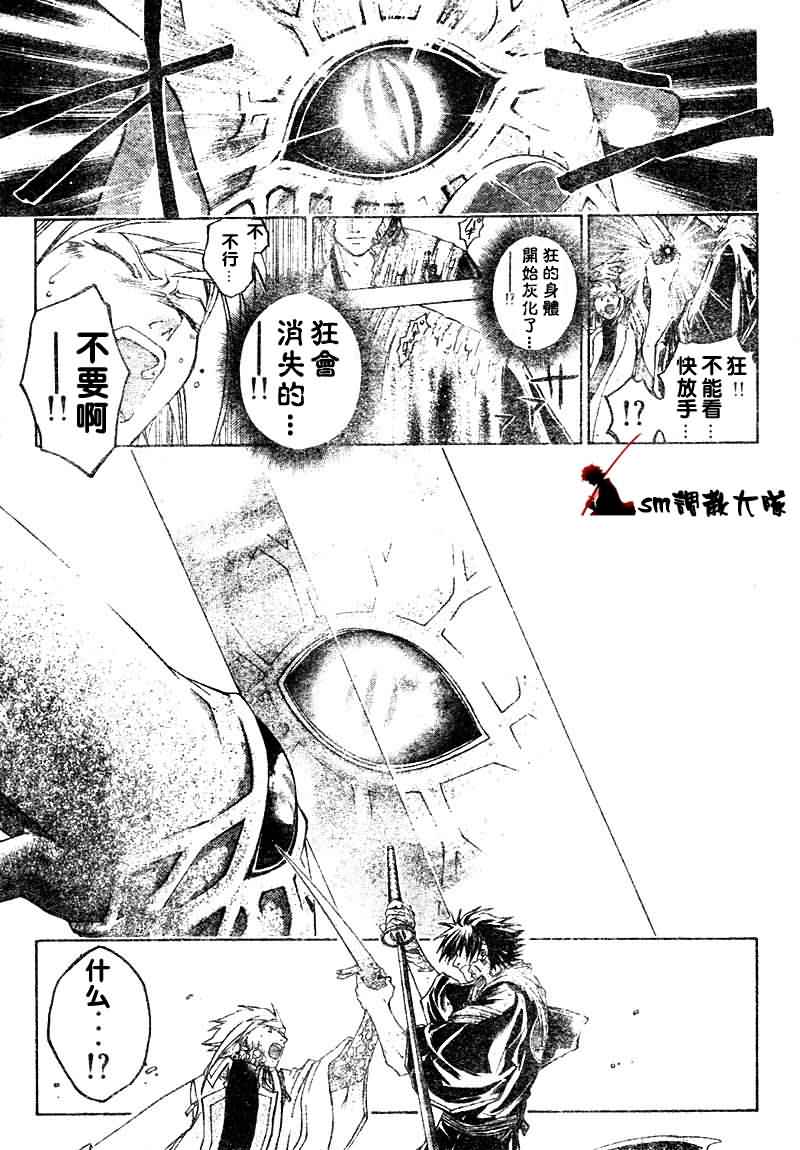 狂!!
不能看…
快放手…
!?
狂的身體
開始灰化了…
——!?
狂會
消失的…
——!!
不
不行…
不要啊
——!!
sm調散大隊
什么...!?